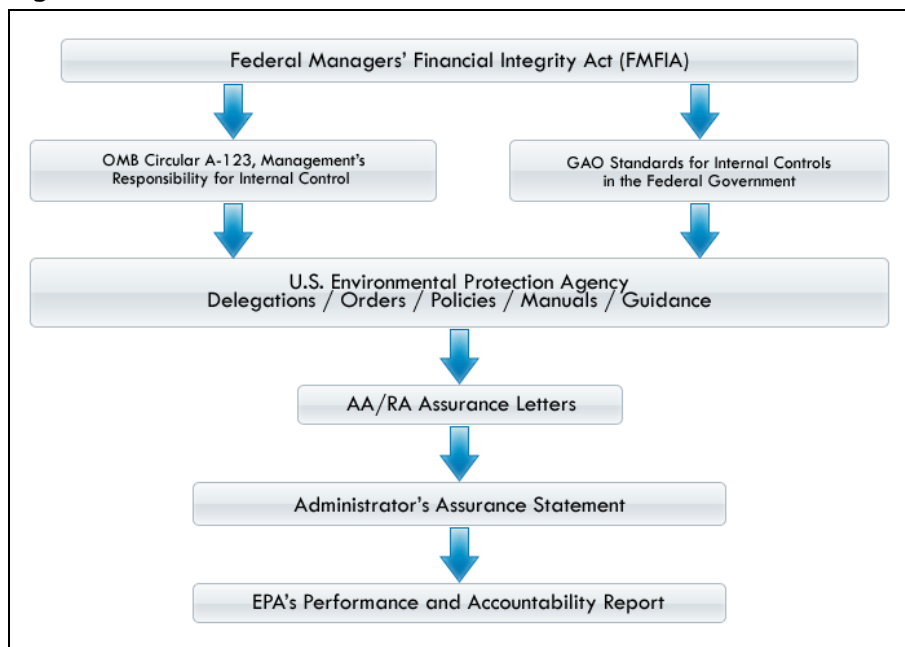 Federal Managers' Financial Integrity Act (FMFIA)
OMB Circular A-123, Management's
Responsibility for Internal Control
GAO Standards for Internal Controls
in the Federal Government
U.S. Environmental Protection Agency
Delegations / Orders / Policies / Manuals / Guidance
AA/RA Assurance Letters
Administrator's Assurance Statement
EPA's Performance and Accountability Report